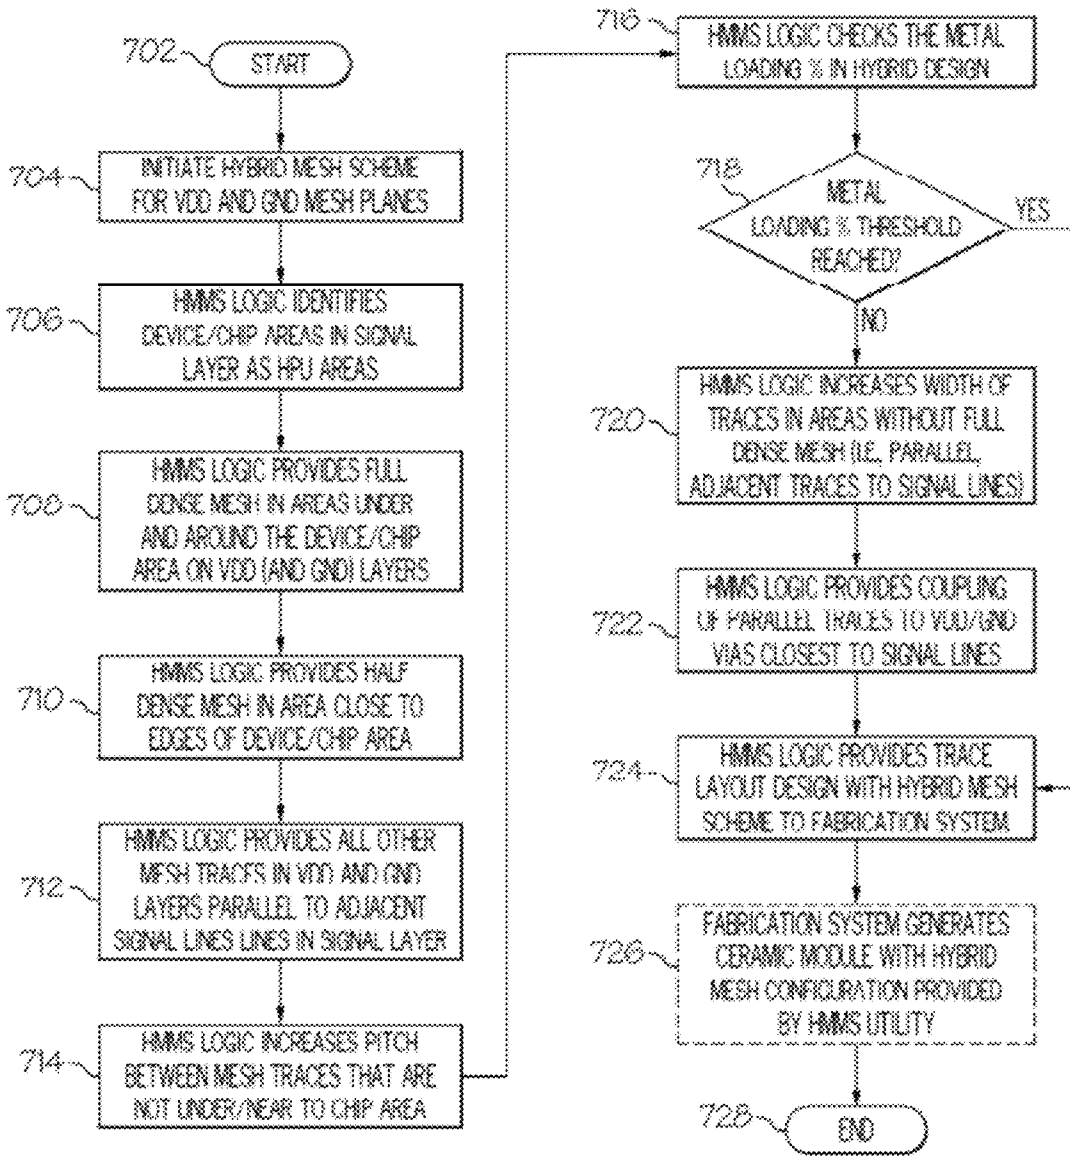 702
START
704
INITIATE HYBRID MESH SCHEME
FOR VDD AND GND MESH PLANES
706
HMMS LOGIC IDENTIFIES
DEVICE/CHIP AREAS IN SIGNAL
LAYER AS HPU AREAS
708
HMMS LOGIC PROVIDES FULL
DENSE MESH IN AREAS UNDER
AND AROUND THE DEVICE/CHIP
AREA ON VDD (AND GND) LAYERS
710
HMMS LOGIC PROVIDES HALF
DENSE MESH IN AREA CLOSE TO
EDGES OF DEVICE/CHIP AREA
712
HMMS LOGIC PROVIDES ALL OTHER
MESH TRACES IN VDD AND GND
LAYERS PARALLEL TO ADJACENT
SIGNAL LINES LINES IN SIGNAL LAYER
714
HMMS LOGIC INCREASES PITCH
BETWEEN MESH TRACES THAT ARE
NOT UNDER/NEAR TO CHIP AREA
716
HMMS LOGIC CHECKS THE METAL
LOADING % IN HYBRID DESIGN
718
METAL
LOADING % THRESHOLD
REACHED?
YES
NO
720
HMMS LOGIC INCREASES WIDTH OF
TRACES IN AREAS WITHOUT FULL
DENSE MESH (I.E., PARALLEL,
ADJACENT TRACES TO SIGNAL LINES)
722
HMMS LOGIC PROVIDES COUPLING
OF PARALLEL TRACES TO VDD/GND
VIAS CLOSEST TO SIGNAL LINES
724
HMMS LOGIC PROVIDES TRACE
LAYOUT DESIGN WITH HYBRID MESH
SCHEME TO FABRICATION SYSTEM.
726
FABRICATION SYSTEM GENERATES
CERAMIC MODULE WITH HYBRID
MESH CONFIGURATION PROVIDED
BY HMMS UTILITY
728
END